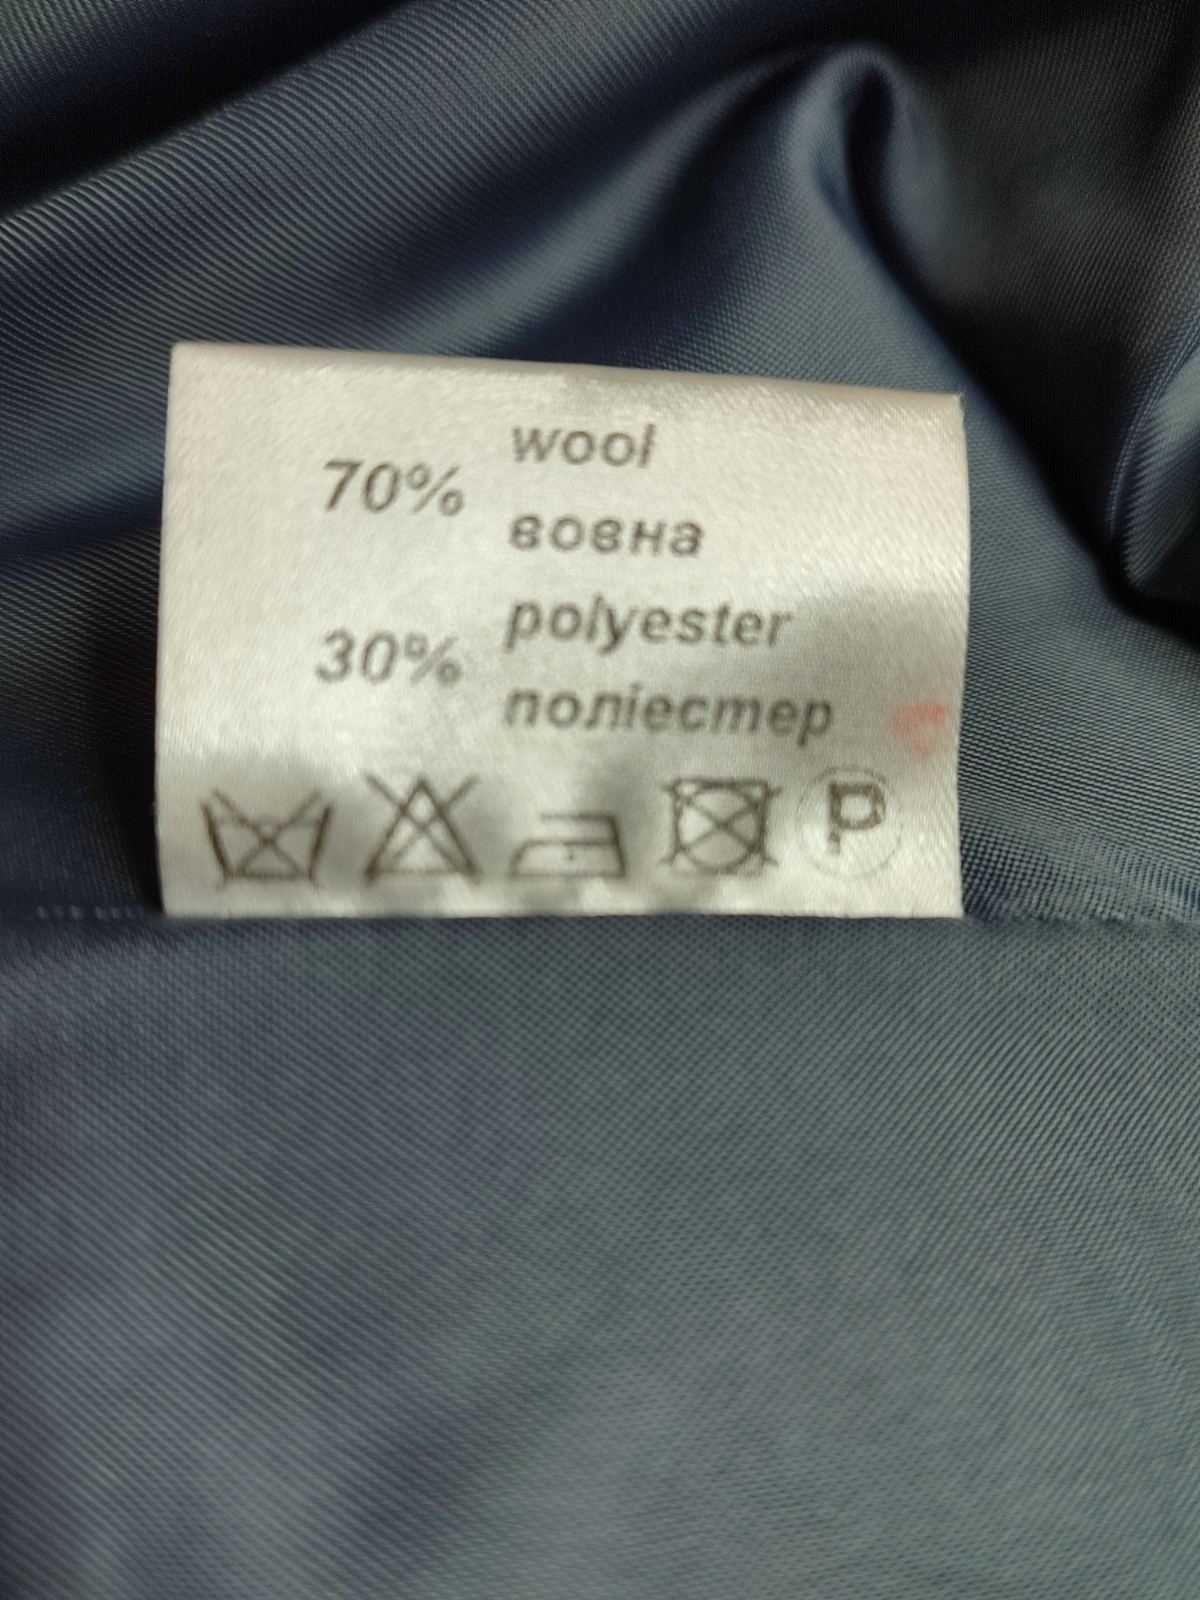 70%
wool
вовна
30%
polyester
поліестер
P